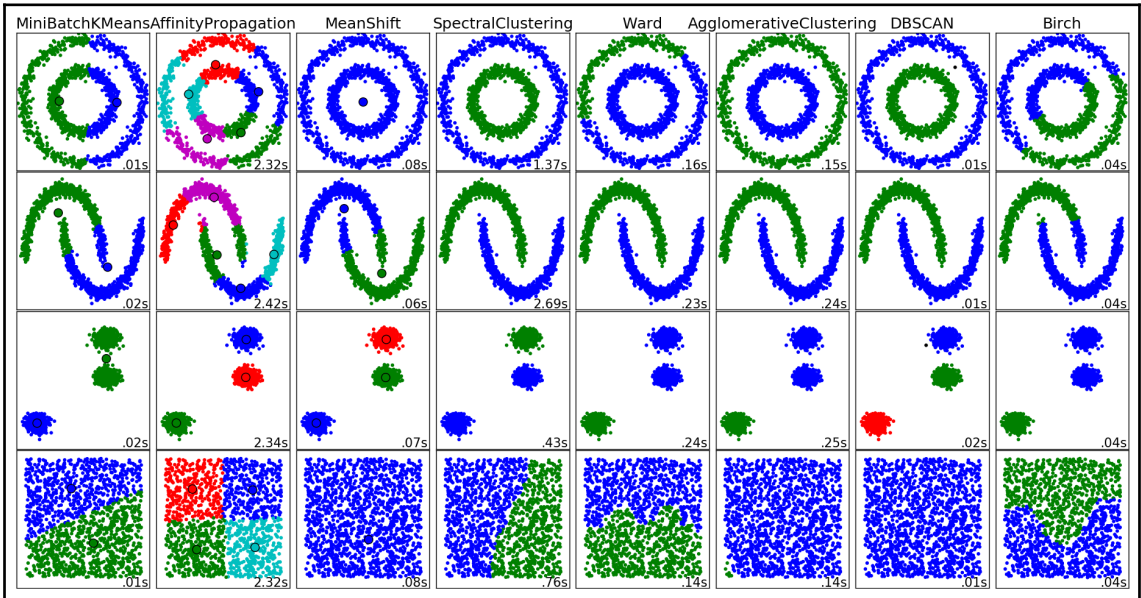 MiniBatchKMeans AffinityPropagation MeanShift SpectralClustering Ward AgglomerativeClustering DBSCAN Birch
.01s 2.32s .08s 1.37s .16s .15s .01s .04s
.02s 2.42s .06s 2.69s .23s .24s .01s .04s
.02s 2.34s .07s .43s .24s .25s .02s .04s
.01s 2.32s .08s .76s .14s .14s .01s .04s